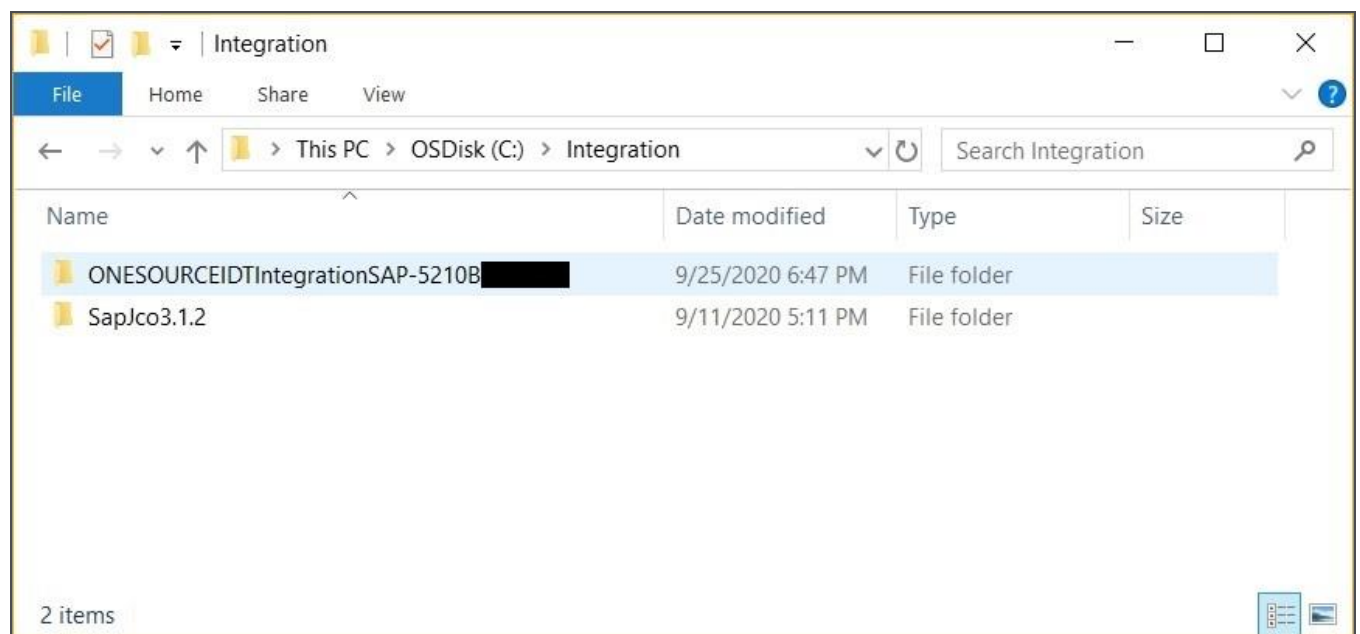 Integration
File Home Share View
This PC > OSDisk (C:) > Integration Search Integration
Name Date modified Type Size
ONESOURCEIDTIntegrationSAP-5210B 9/25/2020 6:47 PM File folder
SapJco3.1.2 9/11/2020 5:11 PM File folder
2 items